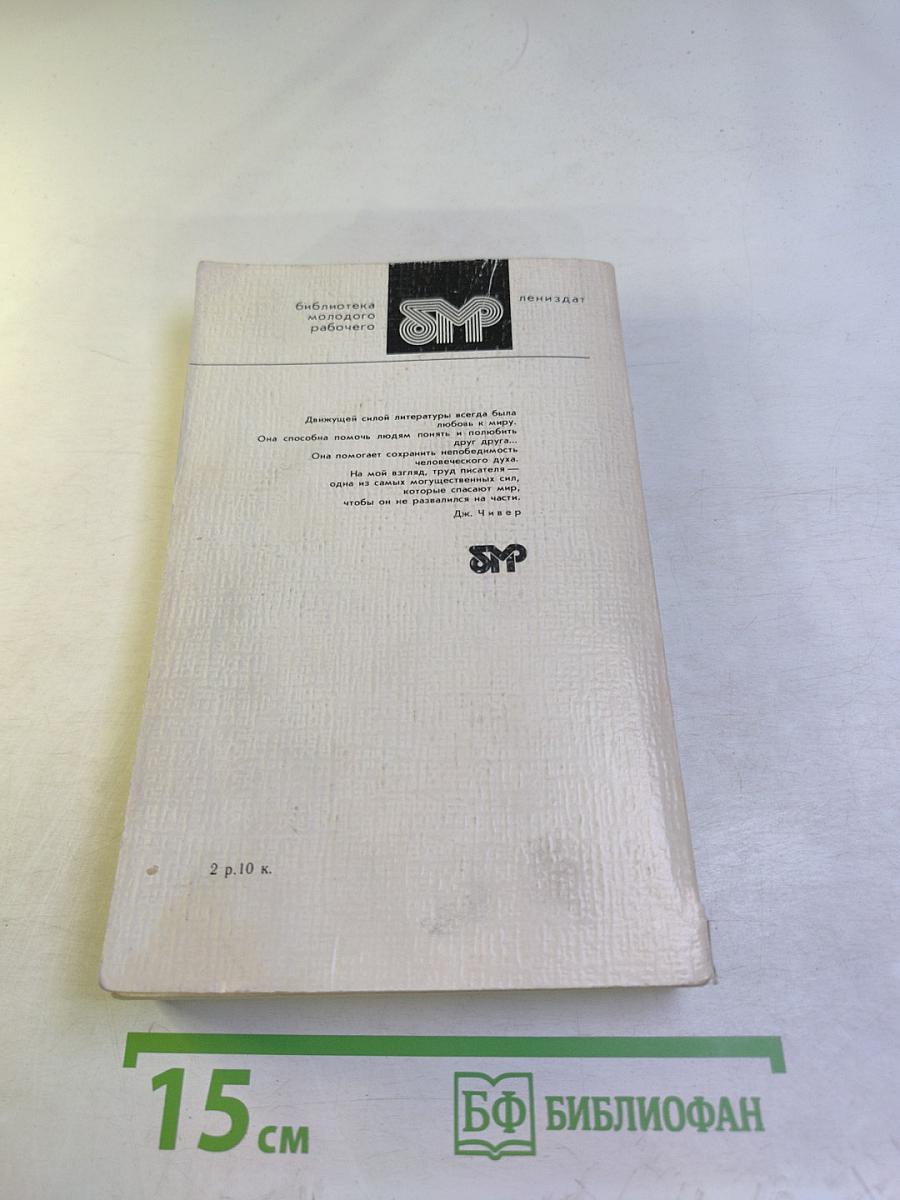 библиотека
молодого
рабочего
бмр
лениздат
Движущей силой литературы всегда была
любовь к миру.
Она способна помочь людям понять и полюбить
друг друга...
Она помогает сохранить непобедимость
человеческого духа.
На мой взгляд, труд писателя —
одна из самых могущественных сил,
которые спасают мир,
чтобы он не развалился на части.
Дж. Чивер
бмр
2 р.10 к.
15 см
БФ БИБЛИОФАН